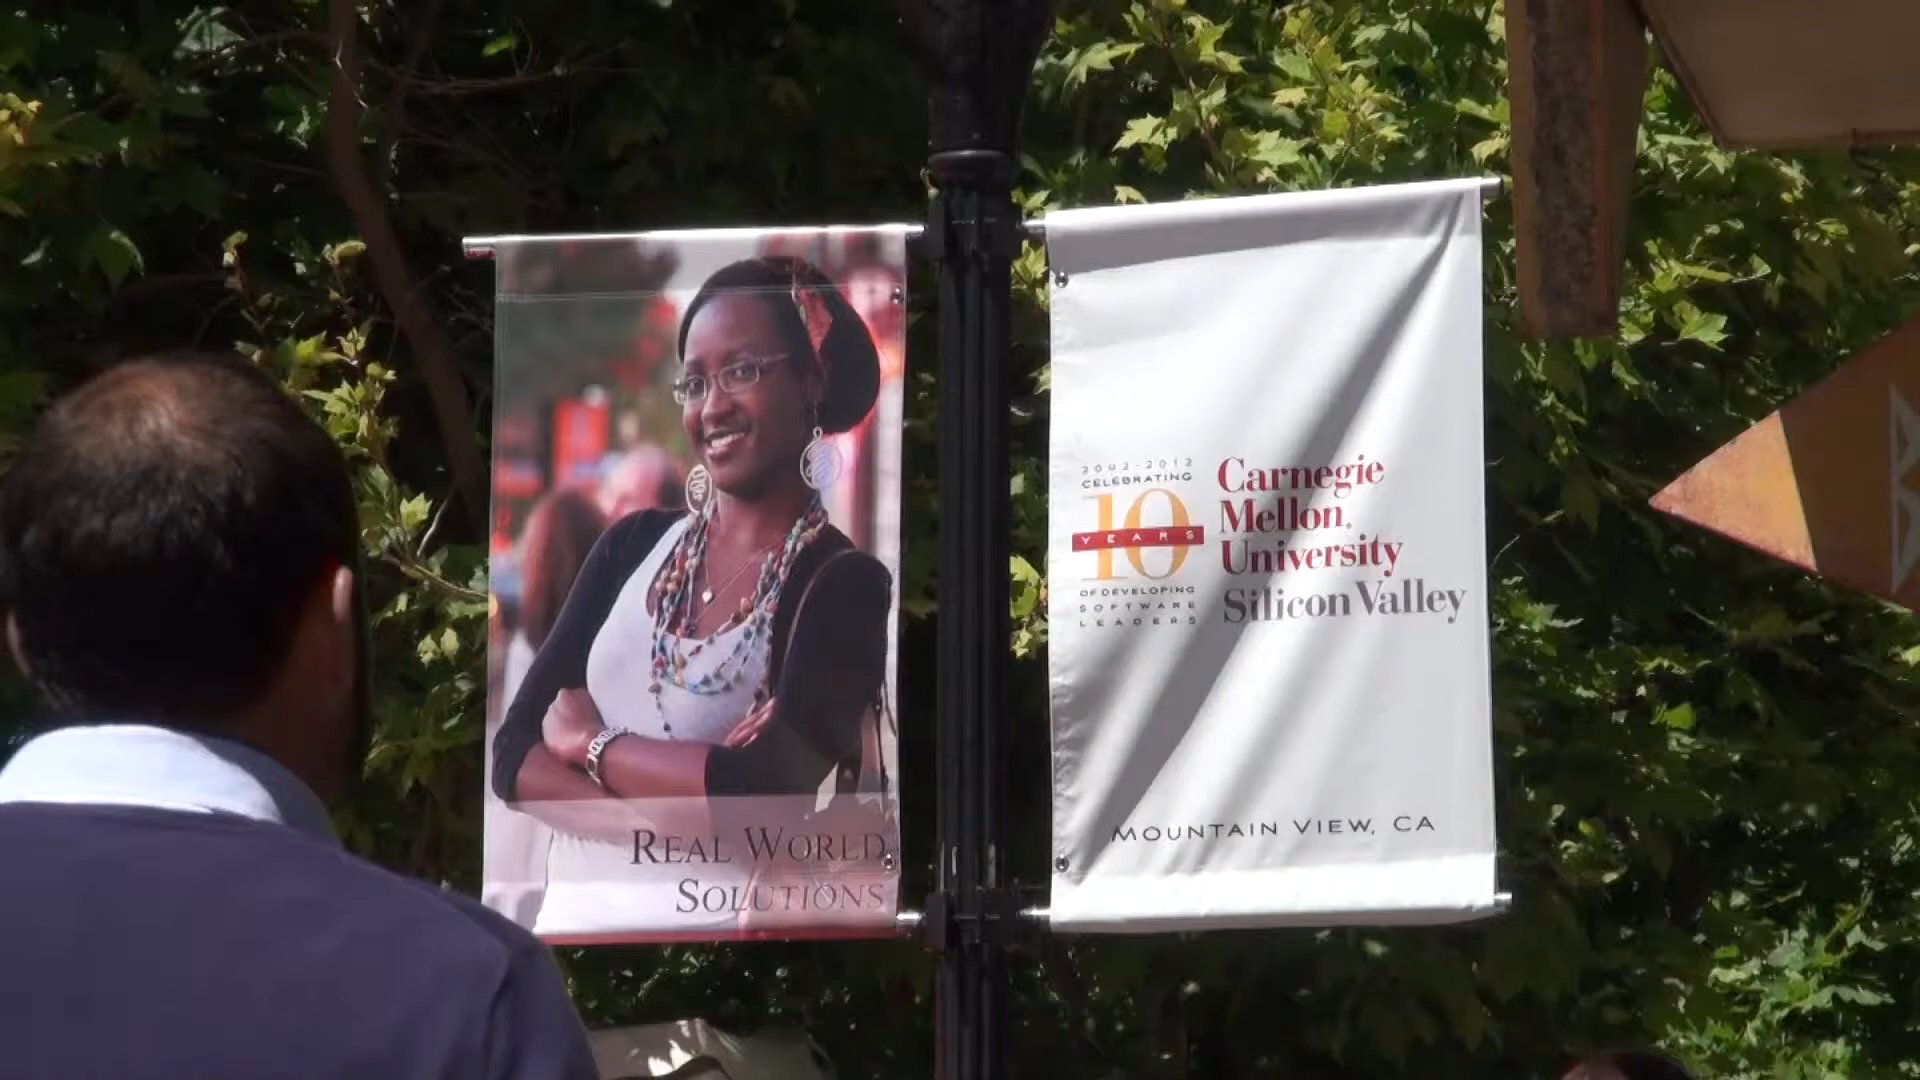 REAL WORLD
SOLUTIONS
2002-2012
CELEBRATING
10
YEARS
OF DEVELOPING
SOFTWARE
LEADERS
Carnegie
Mellon
University
Silicon Valley
MOUNTAIN VIEW, CA